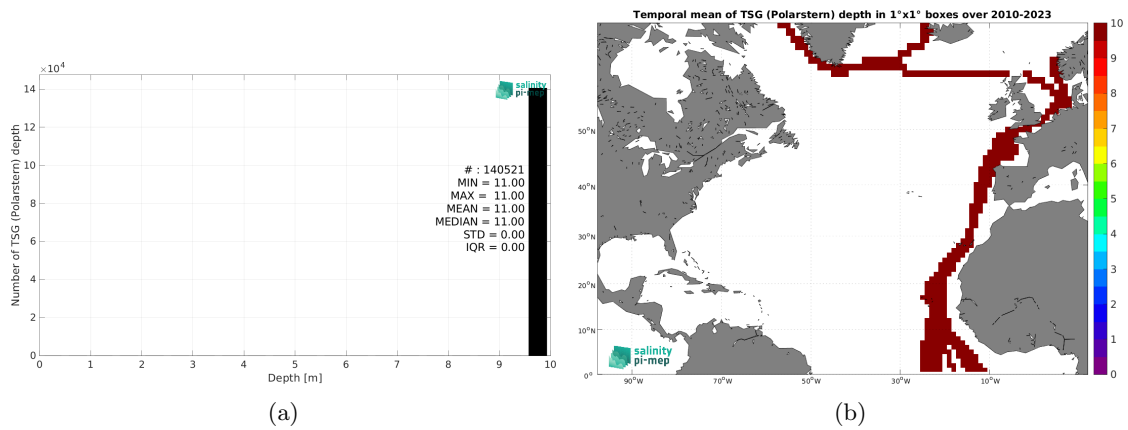 ×10⁴
14
12
10
8
6
4
2
0
Number of TSG (Polarstern) depth
salinity
pi-mep
# : 140521
MIN = 11.00
MAX = 11.00
MEAN = 11.00
MEDIAN = 11.00
STD = 0.00
IQR = 0.00
0 1 2 3 4 5 6 7 8 9 10
Depth [m]
(a)
Temporal mean of TSG (Polarstern) depth in 1°x1° boxes over 2010-2023
50°N
40°N
30°N
20°N
10°N
0°
90°W 70°W 50°W 30°W 10°W
salinity
pi-mep
10
9
8
7
6
5
4
3
2
1
0
(b)